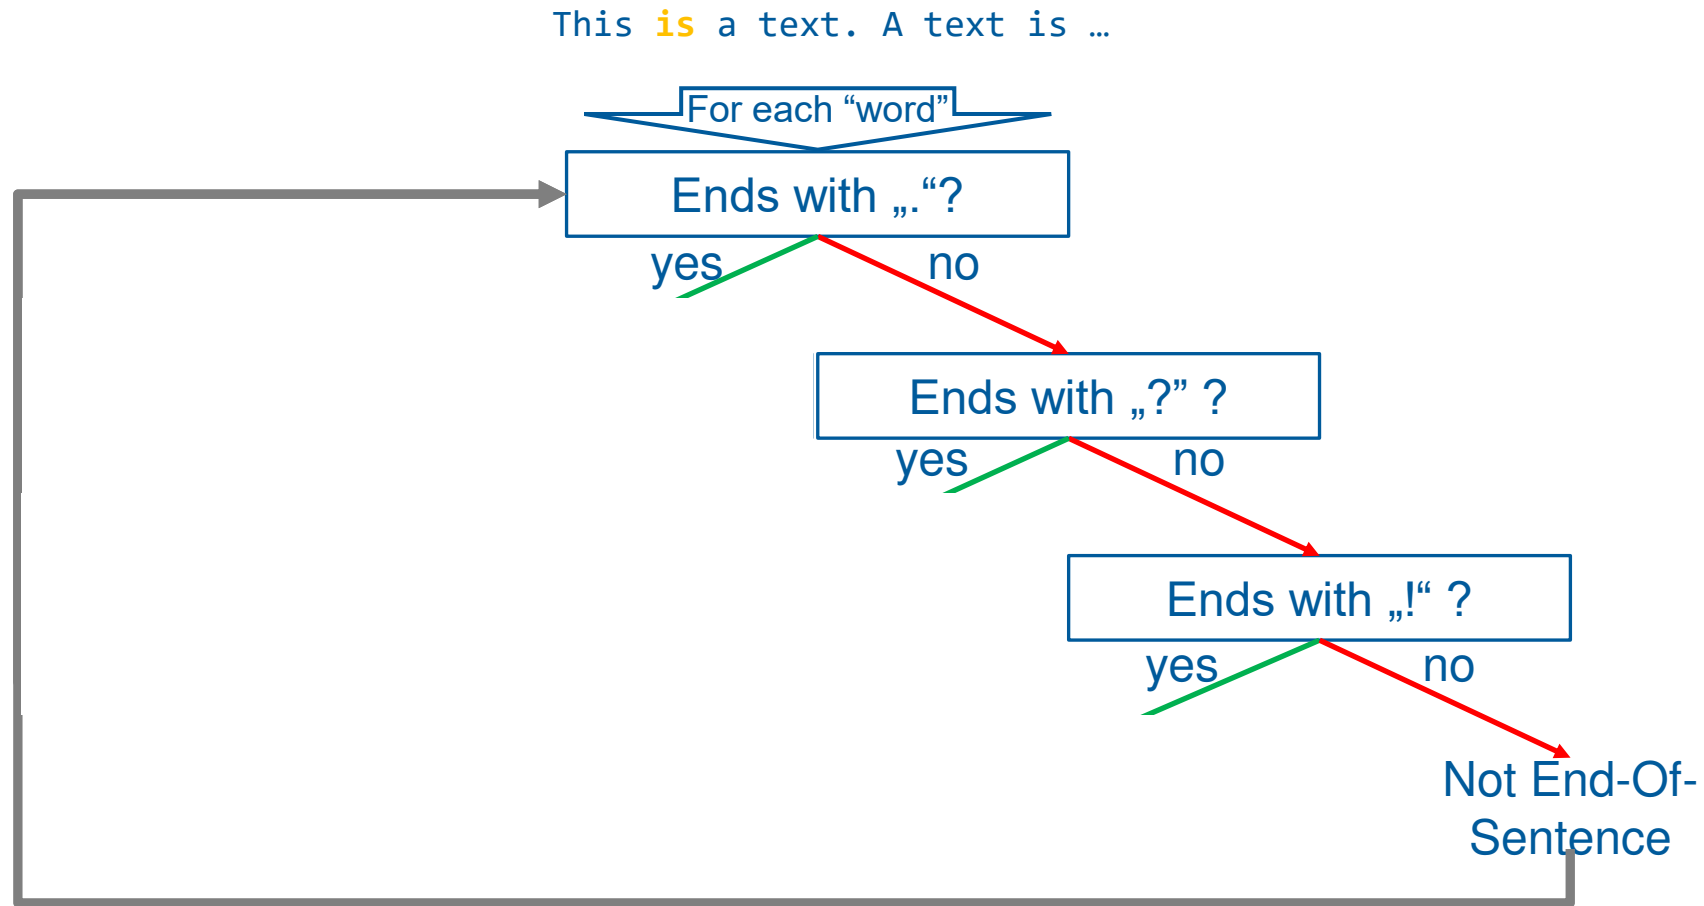 This is a text. A text is …
For each “word”
Ends with „.“?
yes no
Ends with „?” ?
yes no
Ends with „!“ ?
yes no
Not End-Of-
Sentence